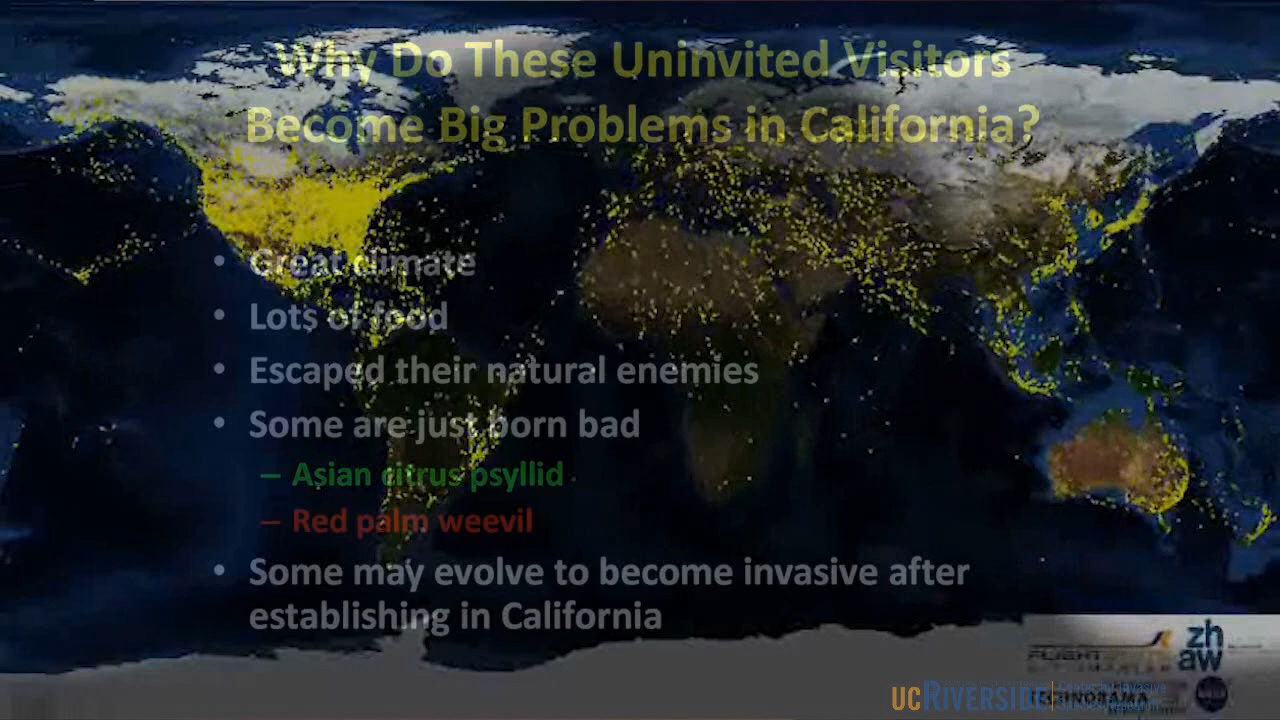 Why Do These Uninvited Visitors
Become Big Problems in California?
• Great climate
• Lots of food
• Escaped their natural enemies
• Some are just born bad
– Asian citrus psyllid
– Red palm weevil
• Some may evolve to become invasive after
establishing in California
zh
aw
UCRIVERSIDE